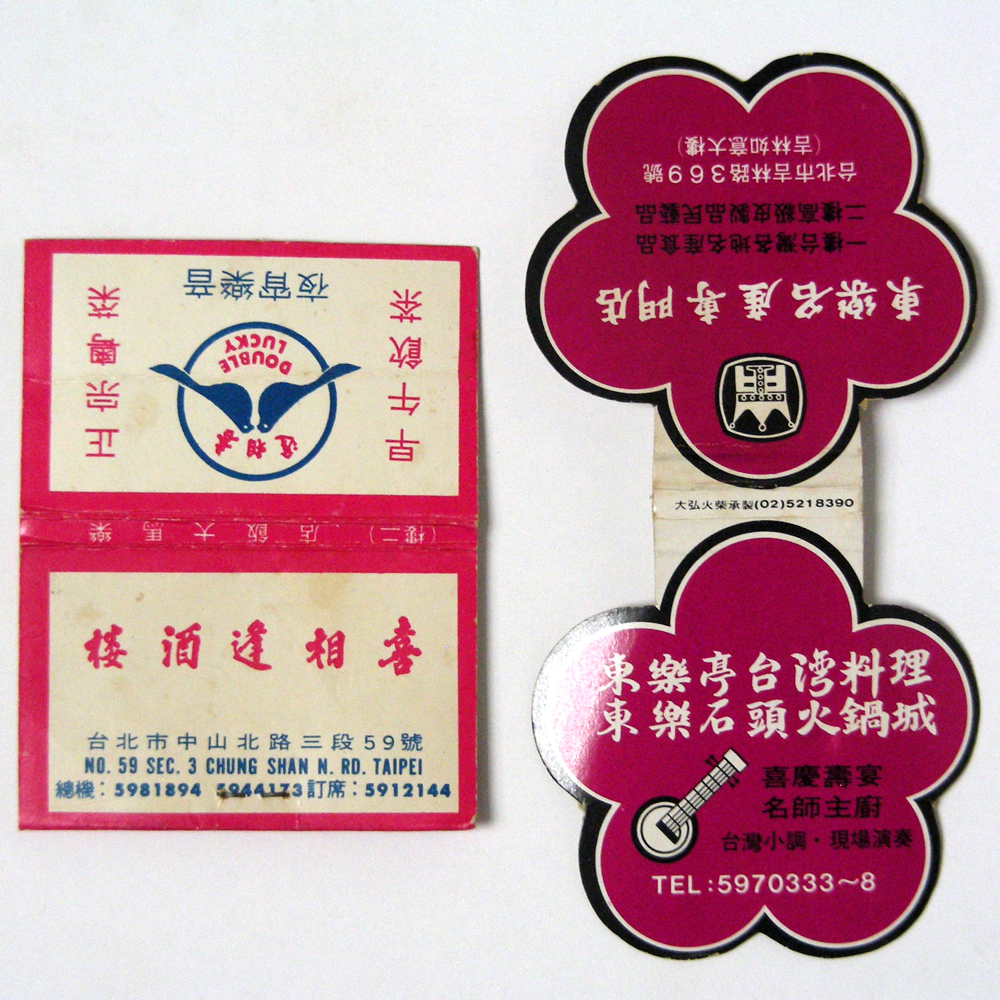 音樂宵夜
正宗粵菜
早午飲茶
DOUBLE
LUCKY
喜相逢
樂馬大飯店(二樓)
喜相逢酒楼
台北市中山北路三段59號
NO. 59 SEC. 3 CHUNG SHAN N. RD. TAIPEI
總機：5981894 5944173 訂席：5912144
東樂名產專門店
一樓台灣各地名產食品
二樓高級皮製品民藝品
台北市吉林路369號
(吉林如意大樓)
大弘火柴承製(02)5218390
東樂亭台湾料理
東樂石頭火鍋城
喜慶壽宴
名師主廚
台灣小調・現場演奏
TEL:5970333～8